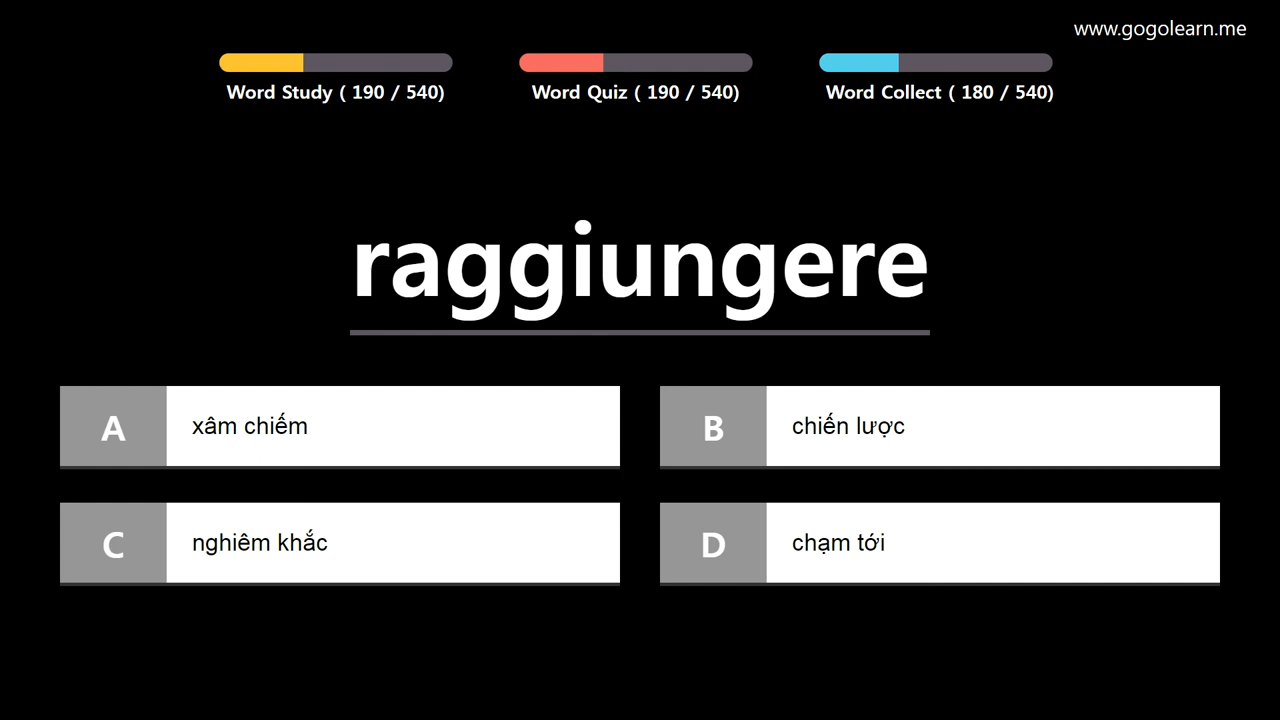 www.gogolearn.me
Word Study ( 190 / 540)
Word Quiz ( 190 / 540)
Word Collect ( 180 / 540)
raggiungere
A
xâm chiếm
B
chiến lược
C
nghiêm khắc
D
chạm tới